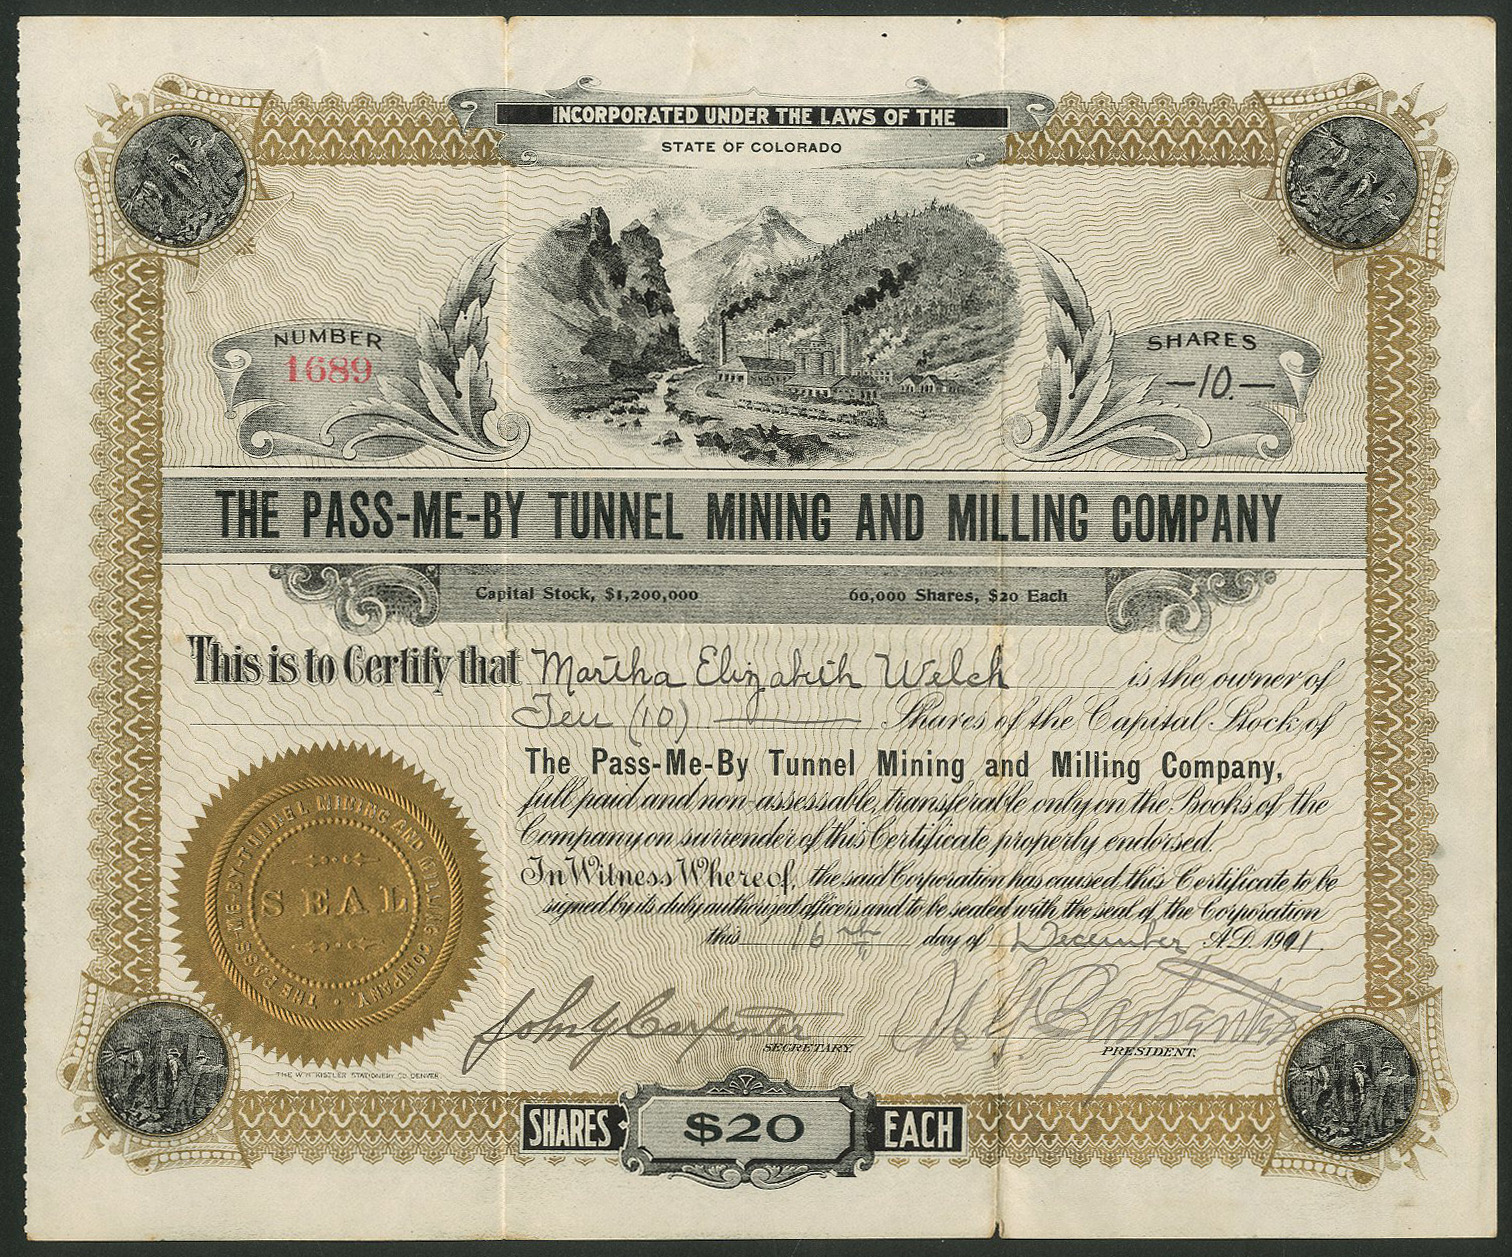 INCORPORATED UNDER THE LAWS OF THE
STATE OF COLORADO
NUMBER
1689
SHARES
—10.—
THE PASS-ME-BY TUNNEL MINING AND MILLING COMPANY
Capital Stock, $1,200,000 60,000 Shares, $20 Each
This is to Certify that Martha Elizabeth Welch is the owner of
Ten (10) Shares of the Capital Stock of
The Pass-Me-By Tunnel Mining and Milling Company,
full paid and non-assessable, transferable only on the Books of the
Company on surrender of this Certificate properly endorsed.
In Witness Whereof, the said Corporation has caused this Certificate to be
signed by its duly authorized officers and to be sealed with the seal of the Corporation
this 16th day of December A.D. 1911
THE PASS-ME-BY TUNNEL MINING AND MILLING COMPANY.
SEAL
John G Carpenter
SECRETARY.
Carpenter
PRESIDENT.
THE W.H. KISTLER STATIONERY CO. DENVER
SHARES $20 EACH